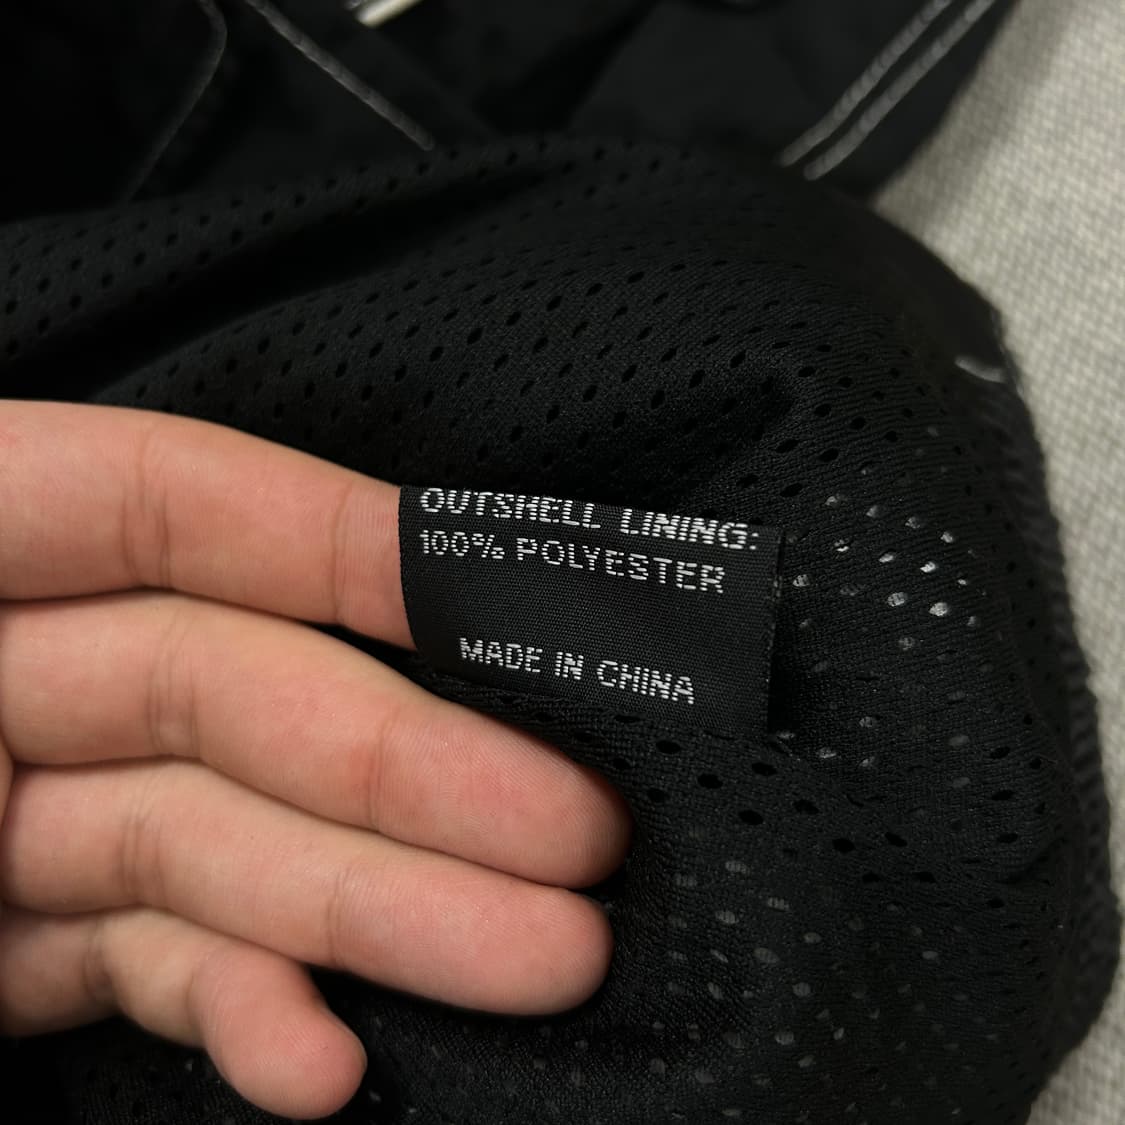 OUTSHELL LINING:
100% POLYESTER
MADE IN CHINA